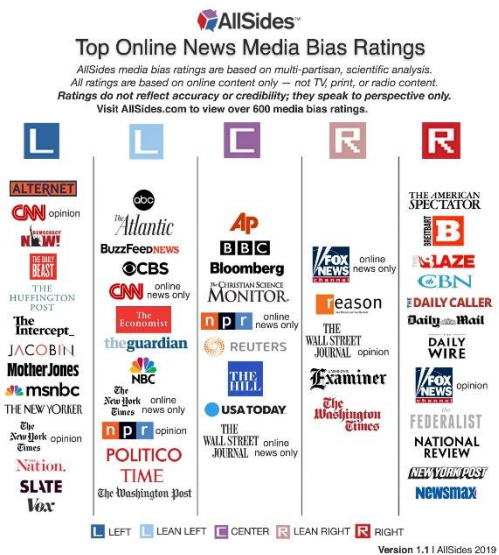 AllSides™
Top Online News Media Bias Ratings
AllSides media bias ratings are based on multi-partisan, scientific analysis.
All ratings are based on online content only — not TV, print, or radio content.
Ratings do not reflect accuracy or credibility; they speak to perspective only.
Visit AllSides.com to view over 600 media bias ratings.
L
L
C
R
R
ALTERNET
CNN opinion
DEMOCRACY
NOW!
THE DAILY
BEAST
THE
HUFFINGTON
POST
The
Intercept_
JACOBIN
MotherJones
msnbc
THE NEW YORKER
The
New York opinion
Times
The
Nation.
SLATE
Vox
abc
The Atlantic
BuzzFeedNEWS
CBS
CNN online
news only
The
Economist
theguardian
NBC
The
New York online
Times news only
npr opinion
POLITICO
TIME
The Washington Post
AP
BBC
Bloomberg
The CHRISTIAN SCIENCE
MONITOR
npr online
news only
REUTERS
THE
HILL
USA TODAY
THE
WALL STREET online
JOURNAL news only
FOX online
NEWS news only
channel
reason
THE
WALL STREET
JOURNAL opinion
Examiner
The
Washington
Times
THE AMERICAN
SPECTATOR
BREITBART
B
BLAZE
CBN
THE DAILY CALLER
Daily Mail
DAILY
WIRE
FOX
NEWS opinion
channel
the
FEDERALIST
NATIONAL
REVIEW
NEW YORK POST
Newsmax
L LEFT L LEAN LEFT C CENTER R LEAN RIGHT R RIGHT
Version 1.1 I AllSides 2019